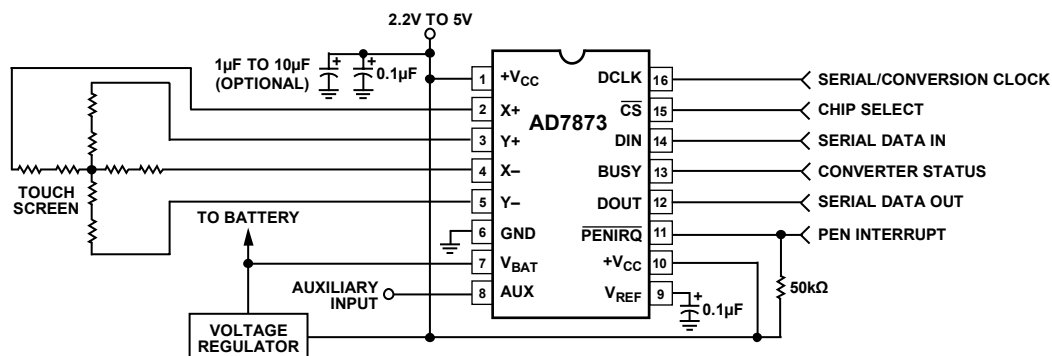 2.2V TO 5V
1µF TO 10µF
(OPTIONAL)
+
+
0.1µF
TOUCH
SCREEN
TO BATTERY
AUXILIARY
INPUT
VOLTAGE
REGULATOR
AD7873
1 +VCC
2 X+
3 Y+
4 X–
5 Y–
6 GND
7 VBAT
8 AUX
DCLK 16 SERIAL/CONVERSION CLOCK
CS 15 CHIP SELECT
DIN 14 SERIAL DATA IN
BUSY 13 CONVERTER STATUS
DOUT 12 SERIAL DATA OUT
PENIRQ 11 PEN INTERRUPT
+VCC 10
VREF 9
+
0.1µF
50kΩ